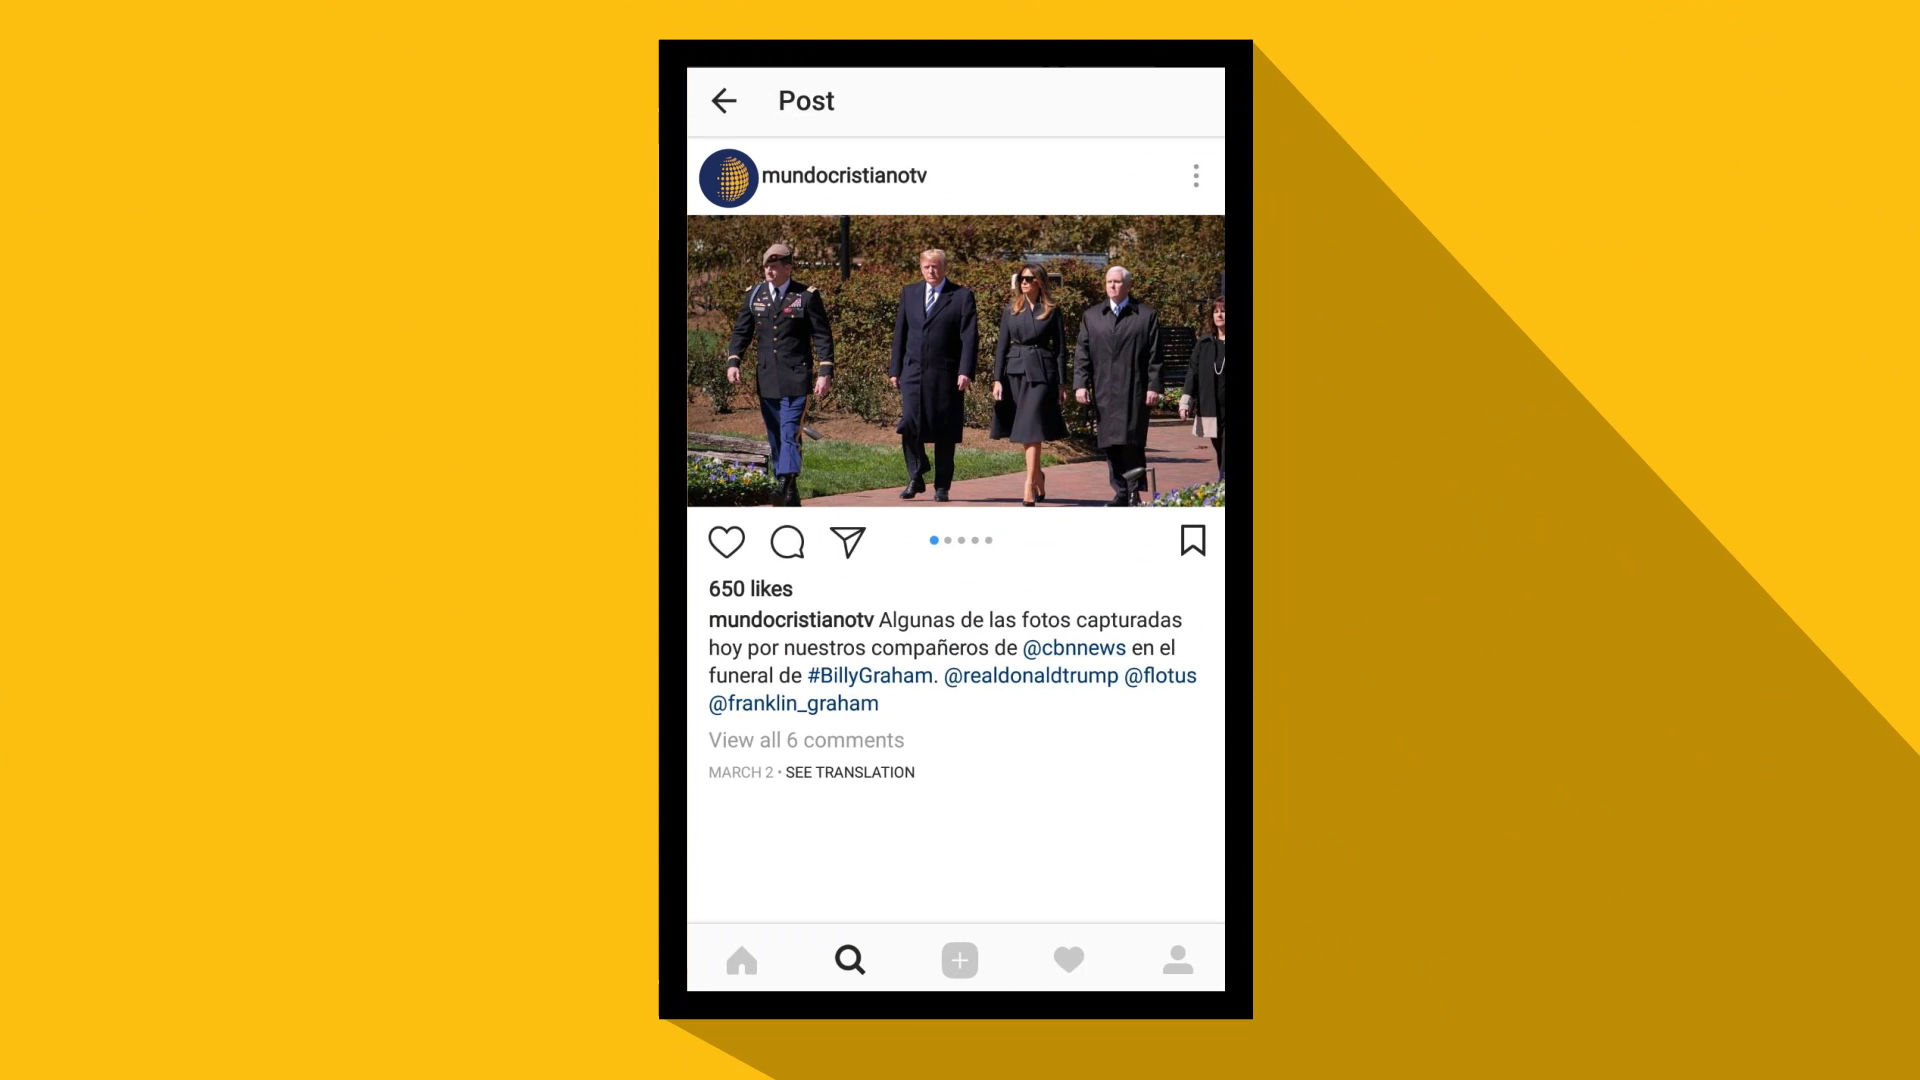 Post
mundocristianotv
650 likes
mundocristianotv Algunas de las fotos capturadas
hoy por nuestros compañeros de @cbnnews en el
funeral de #BillyGraham. @realdonaldtrump @flotus
@franklin_graham
View all 6 comments
MARCH 2 • SEE TRANSLATION